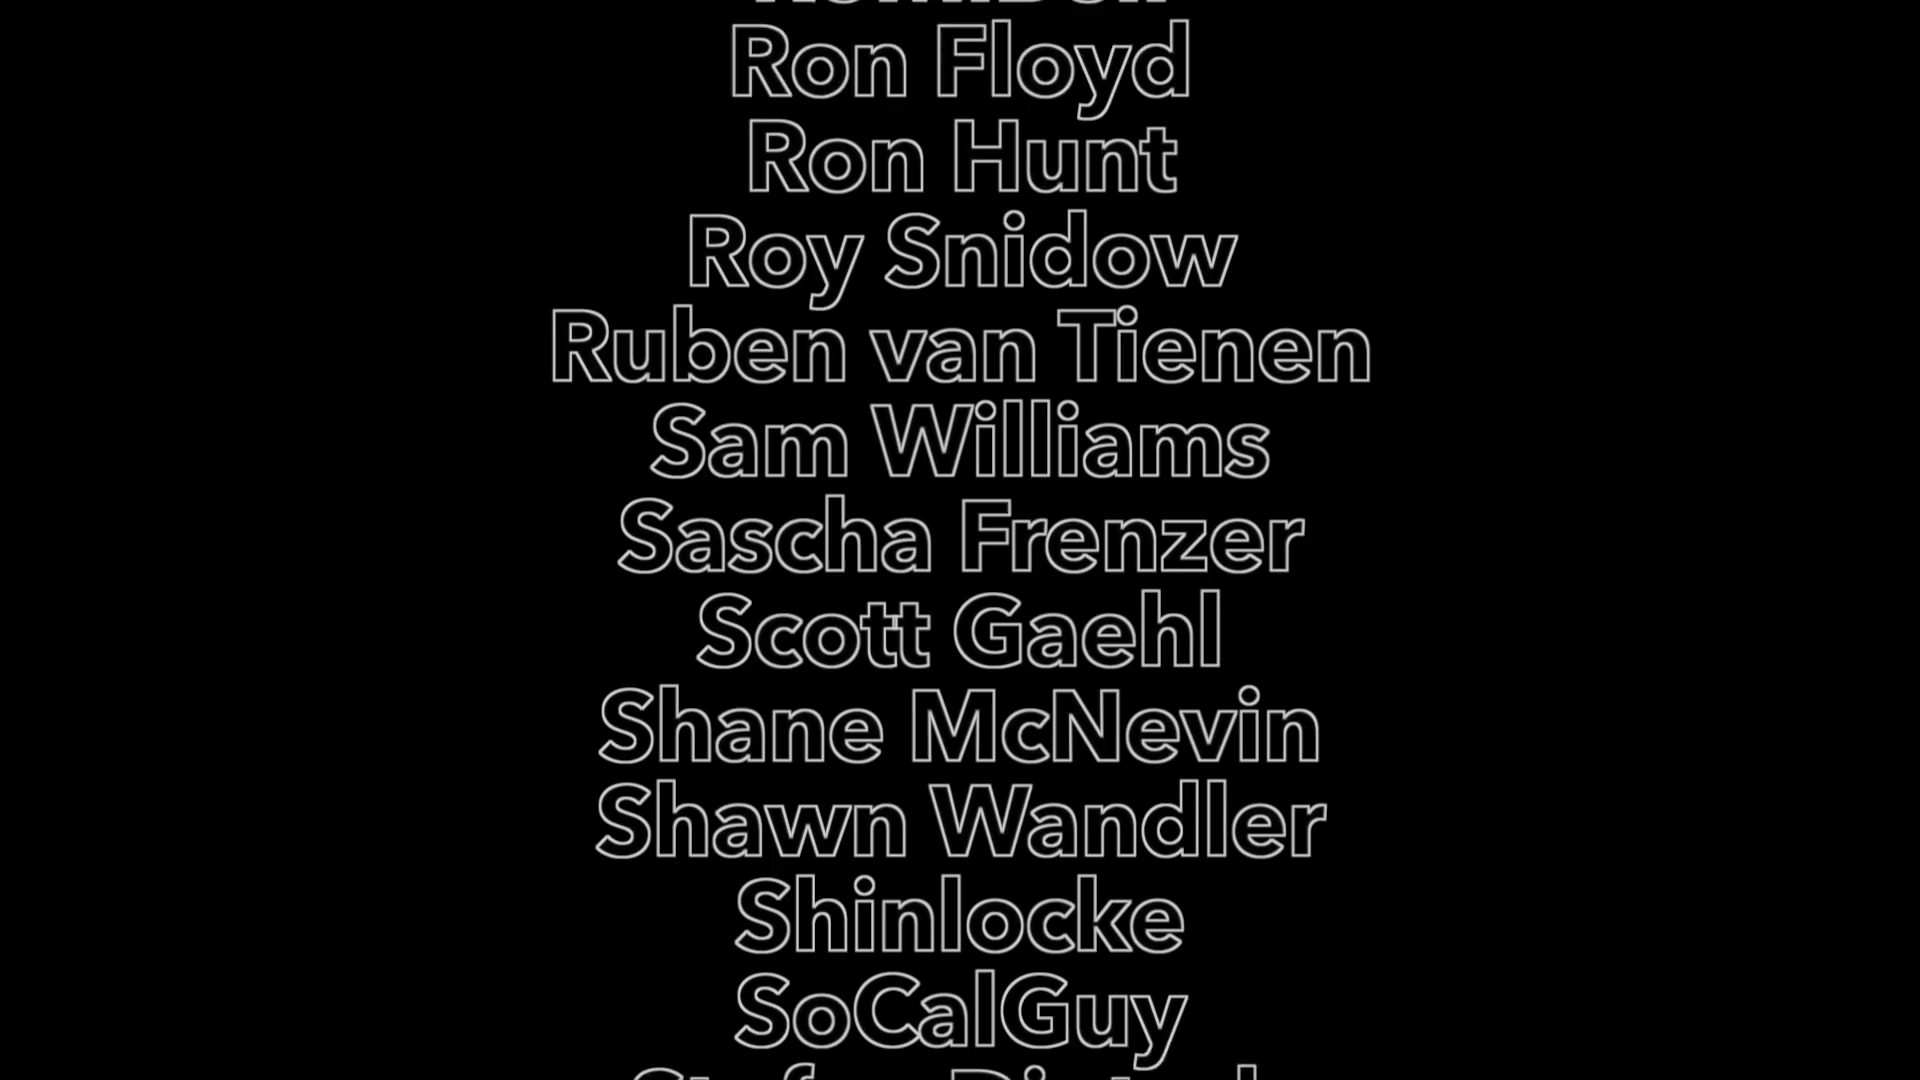 Ron Floyd
Ron Hunt
Roy Snidow
Ruben van Tienen
Sam Williams
Sascha Frenzer
Scott Gaehl
Shane McNevin
Shawn Wandler
Shinlocke
SoCalGuy